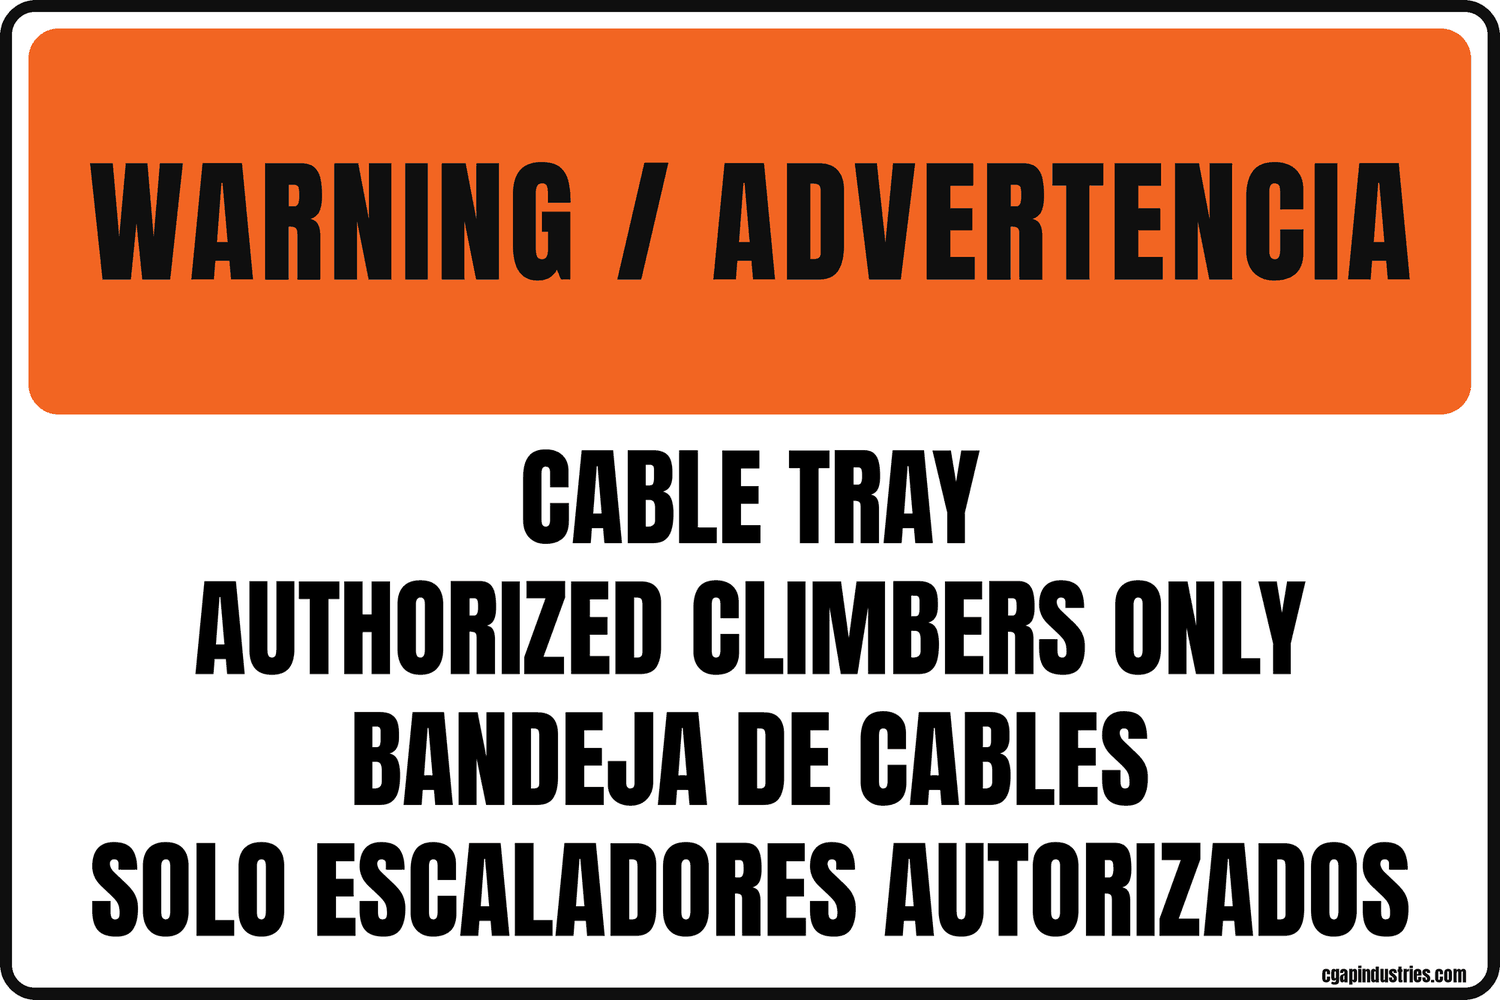 WARNING / ADVERTENCIA
CABLE TRAY
AUTHORIZED CLIMBERS ONLY
BANDEJA DE CABLES
SOLO ESCALADORES AUTORIZADOS
cgapindustries.com